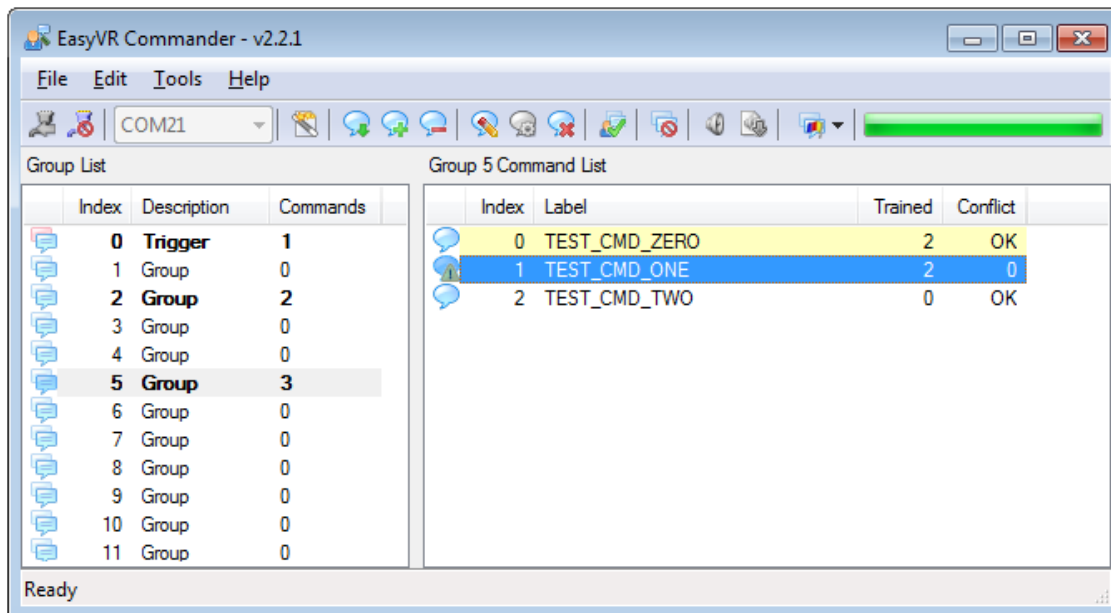 EasyVR Commander - v2.2.1
File Edit Tools Help
COM21
Group List
Index Description Commands
0 Trigger 1
1 Group 0
2 Group 2
3 Group 0
4 Group 0
5 Group 3
6 Group 0
7 Group 0
8 Group 0
9 Group 0
10 Group 0
11 Group 0
Group 5 Command List
Index Label Trained Conflict
0 TEST_CMD_ZERO 2 OK
1 TEST_CMD_ONE 2 0
2 TEST_CMD_TWO 0 OK
Ready